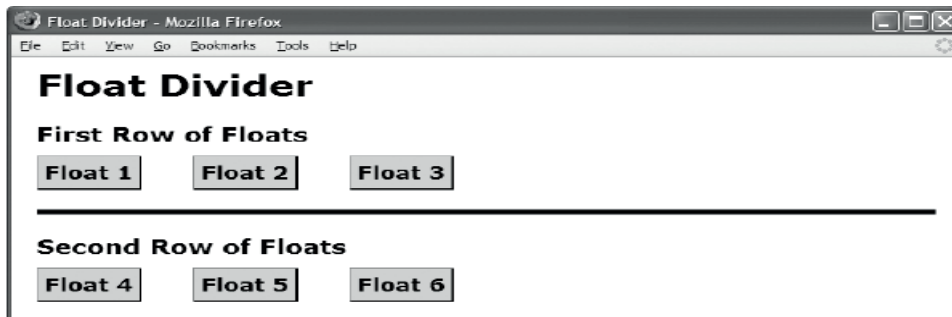 Float Divider - Mozilla Firefox
File Edit View Go Bookmarks Tools Help
Float Divider
First Row of Floats
Float 1 Float 2 Float 3
Second Row of Floats
Float 4 Float 5 Float 6